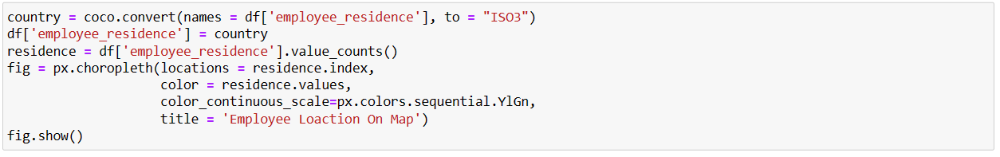 country = coco.convert(names = df['employee_residence'], to = "ISO3")
df['employee_residence'] = country
residence = df['employee_residence'].value_counts()
fig = px.choropleth(locations = residence.index,
                    color = residence.values,
                    color_continuous_scale=px.colors.sequential.YlGn,
                    title = 'Employee Loaction On Map')
fig.show()